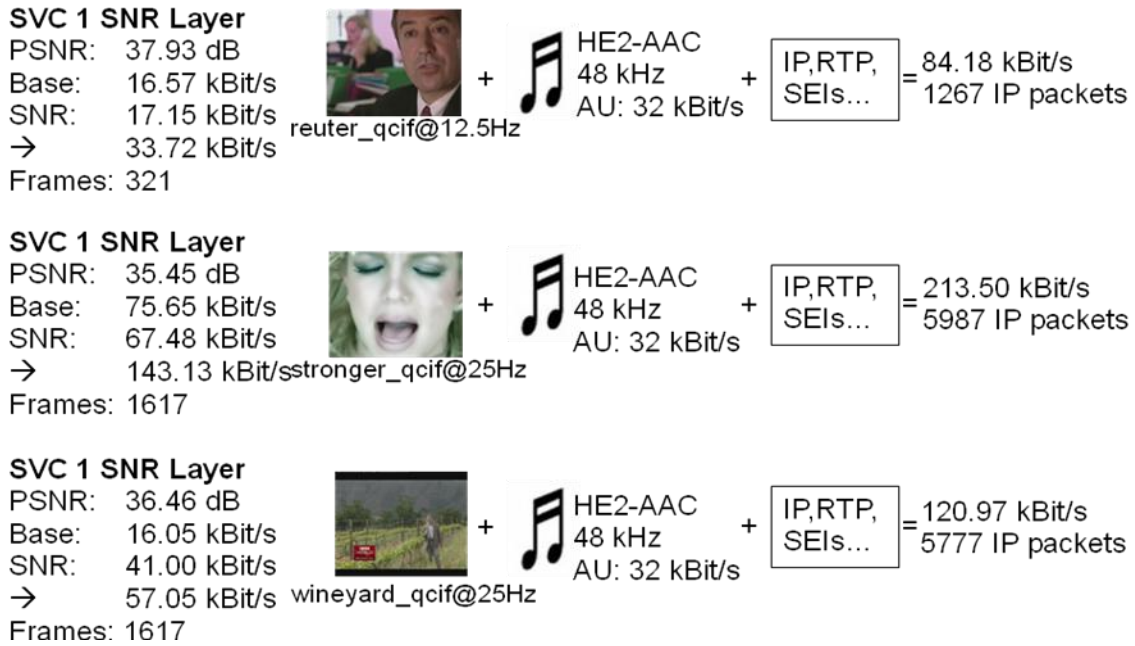 SVC 1 SNR Layer
PSNR: 37.93 dB
Base: 16.57 kBit/s
SNR: 17.15 kBit/s
→ 33.72 kBit/s
Frames: 321
reuter_qcif@12.5Hz
+
HE2-AAC
48 kHz
AU: 32 kBit/s
+
IP,RTP,
SEIs...
= 84.18 kBit/s
1267 IP packets
SVC 1 SNR Layer
PSNR: 35.45 dB
Base: 75.65 kBit/s
SNR: 67.48 kBit/s
→ 143.13 kBit/s
Frames: 1617
stronger_qcif@25Hz
+
HE2-AAC
48 kHz
AU: 32 kBit/s
+
IP,RTP,
SEIs...
= 213.50 kBit/s
5987 IP packets
SVC 1 SNR Layer
PSNR: 36.46 dB
Base: 16.05 kBit/s
SNR: 41.00 kBit/s
→ 57.05 kBit/s
Frames: 1617
wineyard_qcif@25Hz
+
HE2-AAC
48 kHz
AU: 32 kBit/s
+
IP,RTP,
SEIs...
= 120.97 kBit/s
5777 IP packets